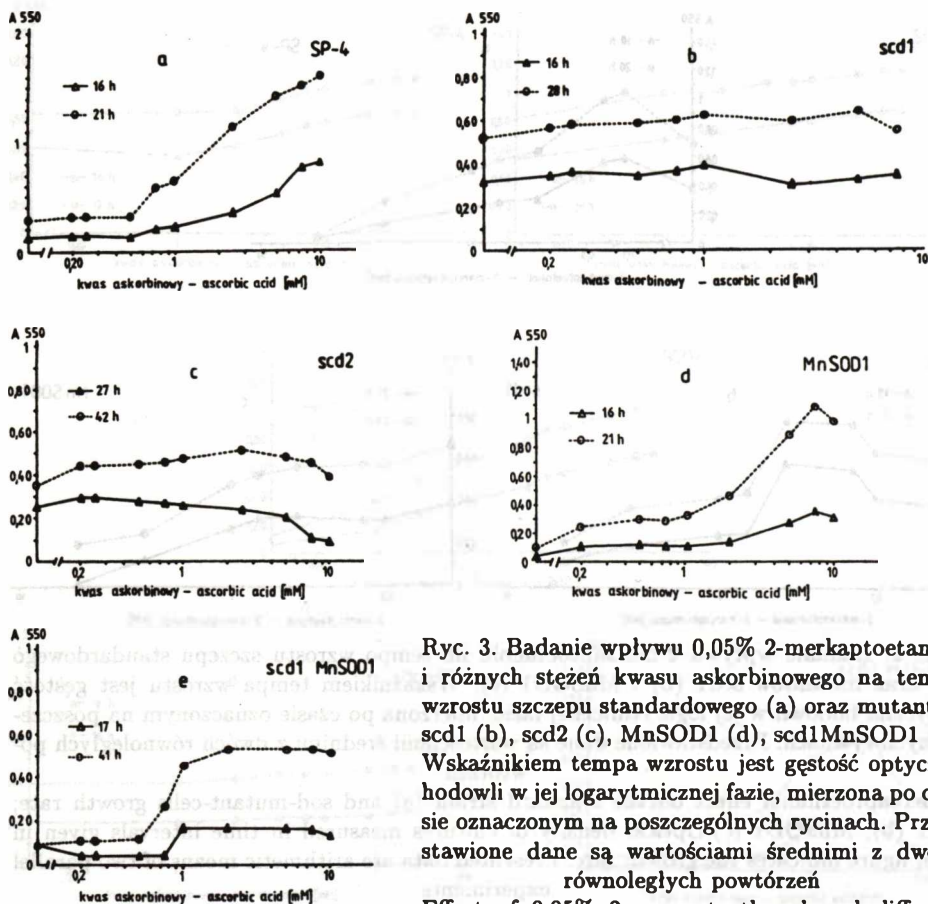 A 550
2
1
0
a
SP-4
16 h
21 h
0,20
1
10
kwas askorbinowy – ascorbic acid [mM]
A 550
1
0,80
0,60
0,40
0,20
0
b
scd1
16 h
28 h
0,2
1
10
kwas askorbinowy – ascorbic acid [mM]
A 550
1
0,80
0,60
0,40
0,20
0
c
scd2
27 h
42 h
0,2
1
10
kwas askorbinowy – ascorbic acid [mM]
A 550
1,40
1,20
1
0,80
0,60
0,40
0,20
0
d
MnSOD1
16 h
21 h
0,2
1
10
kwas askorbinowy – ascorbic acid [mM]
A 550
1
0,80
0,60
0,40
0,20
0
e
scd1 MnSOD1
17 h
41 h
0,2
1
10
kwas askorbinowy – ascorbic acid [mM]
Ryc. 3. Badanie wpływu 0,05% 2-merkaptoetan
i różnych stężeń kwasu askorbinowego na tem
wzrostu szczepu standardowego (a) oraz mutant
scd1 (b), scd2 (c), MnSOD1 (d), scd1MnSOD1
Wskaźnikiem tempa wzrostu jest gęstość optyc
hodowli w jej logarytmicznej fazie, mierzona po c
sie oznaczonym na poszczególnych rycinach. Prz
stawione dane są wartościami średnimi z dw
równoległych powtórzeń